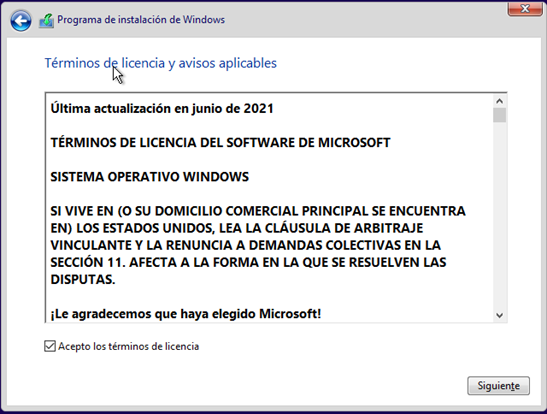 Programa de instalación de Windows
Términos de licencia y avisos aplicables
Última actualización en junio de 2021
TÉRMINOS DE LICENCIA DEL SOFTWARE DE MICROSOFT
SISTEMA OPERATIVO WINDOWS
SI VIVE EN (O SU DOMICILIO COMERCIAL PRINCIPAL SE ENCUENTRA
EN) LOS ESTADOS UNIDOS, LEA LA CLÁUSULA DE ARBITRAJE
VINCULANTE Y LA RENUNCIA A DEMANDAS COLECTIVAS EN LA
SECCIÓN 11. AFECTA A LA FORMA EN LA QUE SE RESUELVEN LAS
DISPUTAS.
¡Le agradecemos que haya elegido Microsoft!
Acepto los términos de licencia
Siguiente